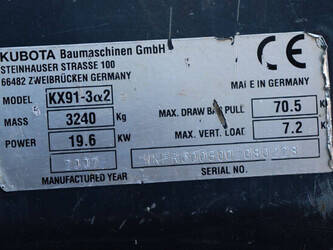 KUBOTA Baumaschinen GmbH
STEINHAUSER STRASSE 100
66482 ZWEIBRÜCKEN GERMANY
CE
MADE IN GERMANY
MODEL KX91-3α2
MASS 3240 Kg
POWER 19.6 kW
MAX. DRAW BAR PULL 70.5
MAX. VERT. LOAD 7.2
2007
MANUFACTURED YEAR
SERIAL NO.